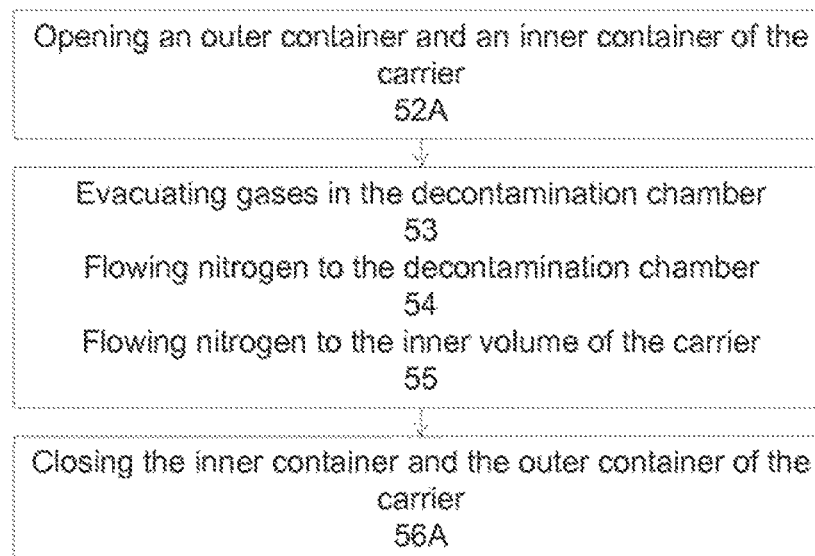 Opening an outer container and an inner container of the
carrier
52A
Evacuating gases in the decontamination chamber
53
Flowing nitrogen to the decontamination chamber
54
Flowing nitrogen to the inner volume of the carrier
55
Closing the inner container and the outer container of the
carrier
56A